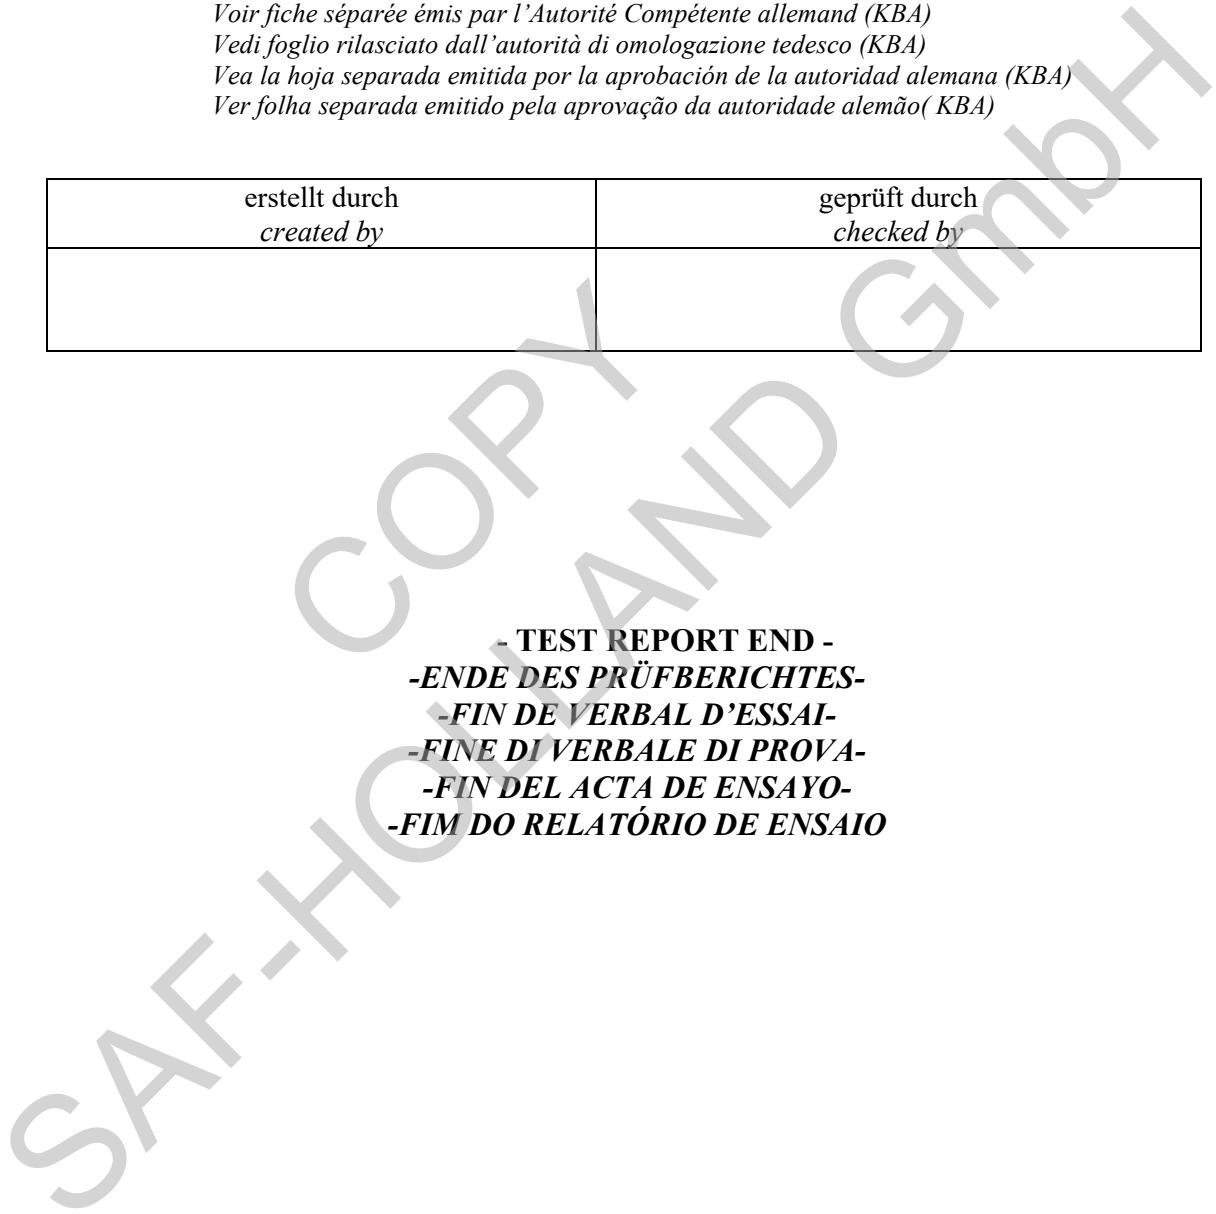 Voir fiche séparée émis par l’Autorité Compétente allemand (KBA)
Vedi foglio rilasciato dall’autorità di omologazione tedesco (KBA)
Vea la hoja separada emitida por la aprobación de la autoridad alemana (KBA)
Ver folha separada emitido pela aprovação da autoridade alemão( KBA)
erstellt durch
created by
geprüft durch
checked by
- TEST REPORT END -
-ENDE DES PRÜFBERICHTES-
-FIN DE VERBAL D’ESSAI-
-FINE DI VERBALE DI PROVA-
-FIN DEL ACTA DE ENSAYO-
-FIM DO RELATÓRIO DE ENSAIO
COPY
SAF-HOLLAND GmbH